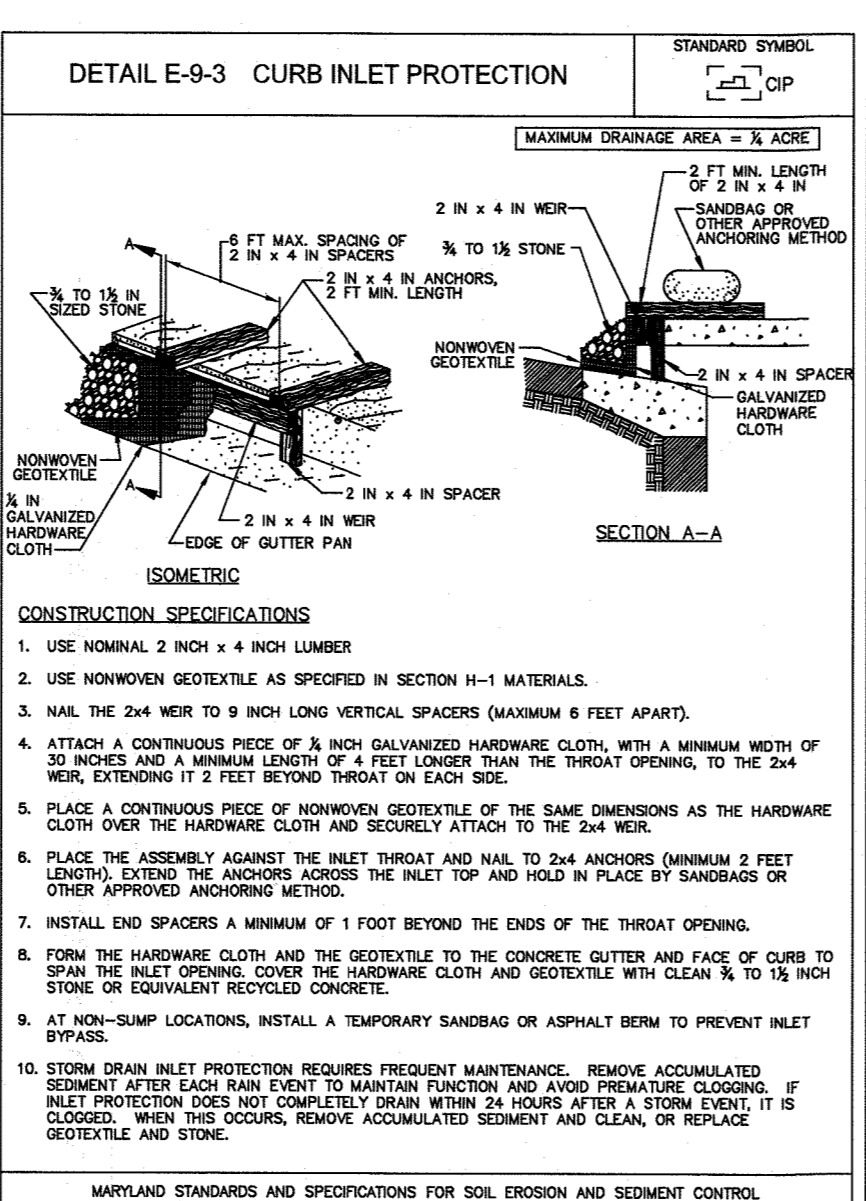 DETAIL E-9-3 CURB INLET PROTECTION
STANDARD SYMBOL
CIP
MAXIMUM DRAINAGE AREA = ¼ ACRE
A
6 FT MAX. SPACING OF
2 IN x 4 IN SPACERS
2 IN x 4 IN ANCHORS,
2 FT MIN. LENGTH
¾ TO 1½ IN
SIZED STONE
NONWOVEN
GEOTEXTILE
A
¼ IN
GALVANIZED
HARDWARE
CLOTH
2 IN x 4 IN SPACER
2 IN x 4 IN WEIR
EDGE OF GUTTER PAN
ISOMETRIC
2 FT MIN. LENGTH
OF 2 IN x 4 IN
2 IN x 4 IN WEIR
SANDBAG OR
OTHER APPROVED
ANCHORING METHOD
¾ TO 1½ STONE
NONWOVEN
GEOTEXTILE
2 IN x 4 IN SPACER
GALVANIZED
HARDWARE
CLOTH
SECTION A-A
CONSTRUCTION SPECIFICATIONS
1. USE NOMINAL 2 INCH x 4 INCH LUMBER
2. USE NONWOVEN GEOTEXTILE AS SPECIFIED IN SECTION H-1 MATERIALS.
3. NAIL THE 2x4 WEIR TO 9 INCH LONG VERTICAL SPACERS (MAXIMUM 6 FEET APART).
4. ATTACH A CONTINUOUS PIECE OF ¼ INCH GALVANIZED HARDWARE CLOTH, WITH A MINIMUM WIDTH OF
30 INCHES AND A MINIMUM LENGTH OF 4 FEET LONGER THAN THE THROAT OPENING, TO THE 2x4
WEIR, EXTENDING IT 2 FEET BEYOND THROAT ON EACH SIDE.
5. PLACE A CONTINUOUS PIECE OF NONWOVEN GEOTEXTILE OF THE SAME DIMENSIONS AS THE HARDWARE
CLOTH OVER THE HARDWARE CLOTH AND SECURELY ATTACH TO THE 2x4 WEIR.
6. PLACE THE ASSEMBLY AGAINST THE INLET THROAT AND NAIL TO 2x4 ANCHORS (MINIMUM 2 FEET
LENGTH). EXTEND THE ANCHORS ACROSS THE INLET TOP AND HOLD IN PLACE BY SANDBAGS OR
OTHER APPROVED ANCHORING METHOD.
7. INSTALL END SPACERS A MINIMUM OF 1 FOOT BEYOND THE ENDS OF THE THROAT OPENING.
8. FORM THE HARDWARE CLOTH AND THE GEOTEXTILE TO THE CONCRETE GUTTER AND FACE OF CURB TO
SPAN THE INLET OPENING. COVER THE HARDWARE CLOTH AND GEOTEXTILE WITH CLEAN ¾ TO 1½ INCH
STONE OR EQUIVALENT RECYCLED CONCRETE.
9. AT NON-SUMP LOCATIONS, INSTALL A TEMPORARY SANDBAG OR ASPHALT BERM TO PREVENT INLET
BYPASS.
10. STORM DRAIN INLET PROTECTION REQUIRES FREQUENT MAINTENANCE. REMOVE ACCUMULATED
SEDIMENT AFTER EACH RAIN EVENT TO MAINTAIN FUNCTION AND AVOID PREMATURE CLOGGING. IF
INLET PROTECTION DOES NOT COMPLETELY DRAIN WITHIN 24 HOURS AFTER A STORM EVENT, IT IS
CLOGGED. WHEN THIS OCCURS, REMOVE ACCUMULATED SEDIMENT AND CLEAN, OR REPLACE
GEOTEXTILE AND STONE.
MARYLAND STANDARDS AND SPECIFICATIONS FOR SOIL EROSION AND SEDIMENT CONTROL